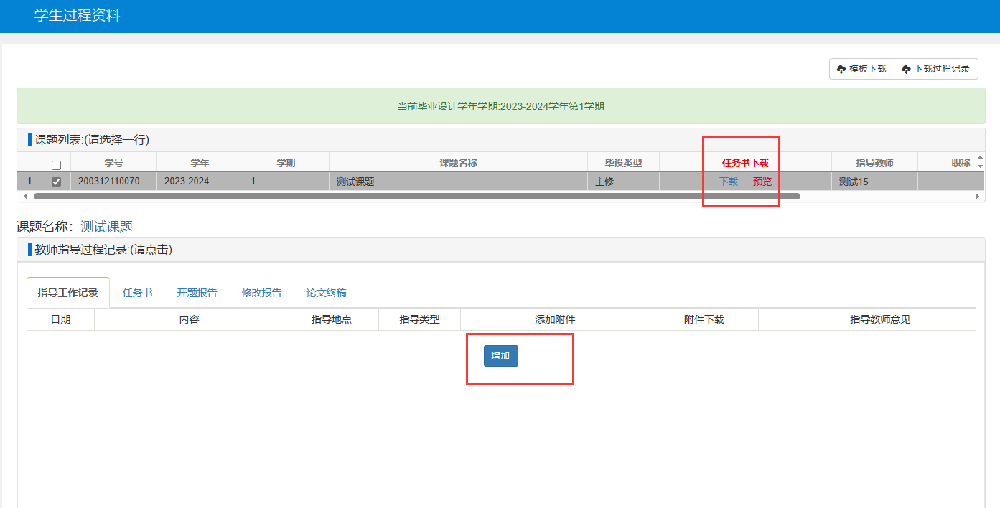 学生过程资料
模板下载 下载过程记录
当前毕业设计学年学期:2023-2024学年第1学期
课题列表:(请选择一行)
学号 学年 学期 课题名称 毕设类型 任务书下载 指导教师 职称
1 200312110070 2023-2024 1 测试课题 主修 下载 预览 测试15
课题名称：测试课题
教师指导过程记录:(请点击)
指导工作记录 任务书 开题报告 修改报告 论文终稿
日期 内容 指导地点 指导类型 添加附件 附件下载 指导教师意见
增加